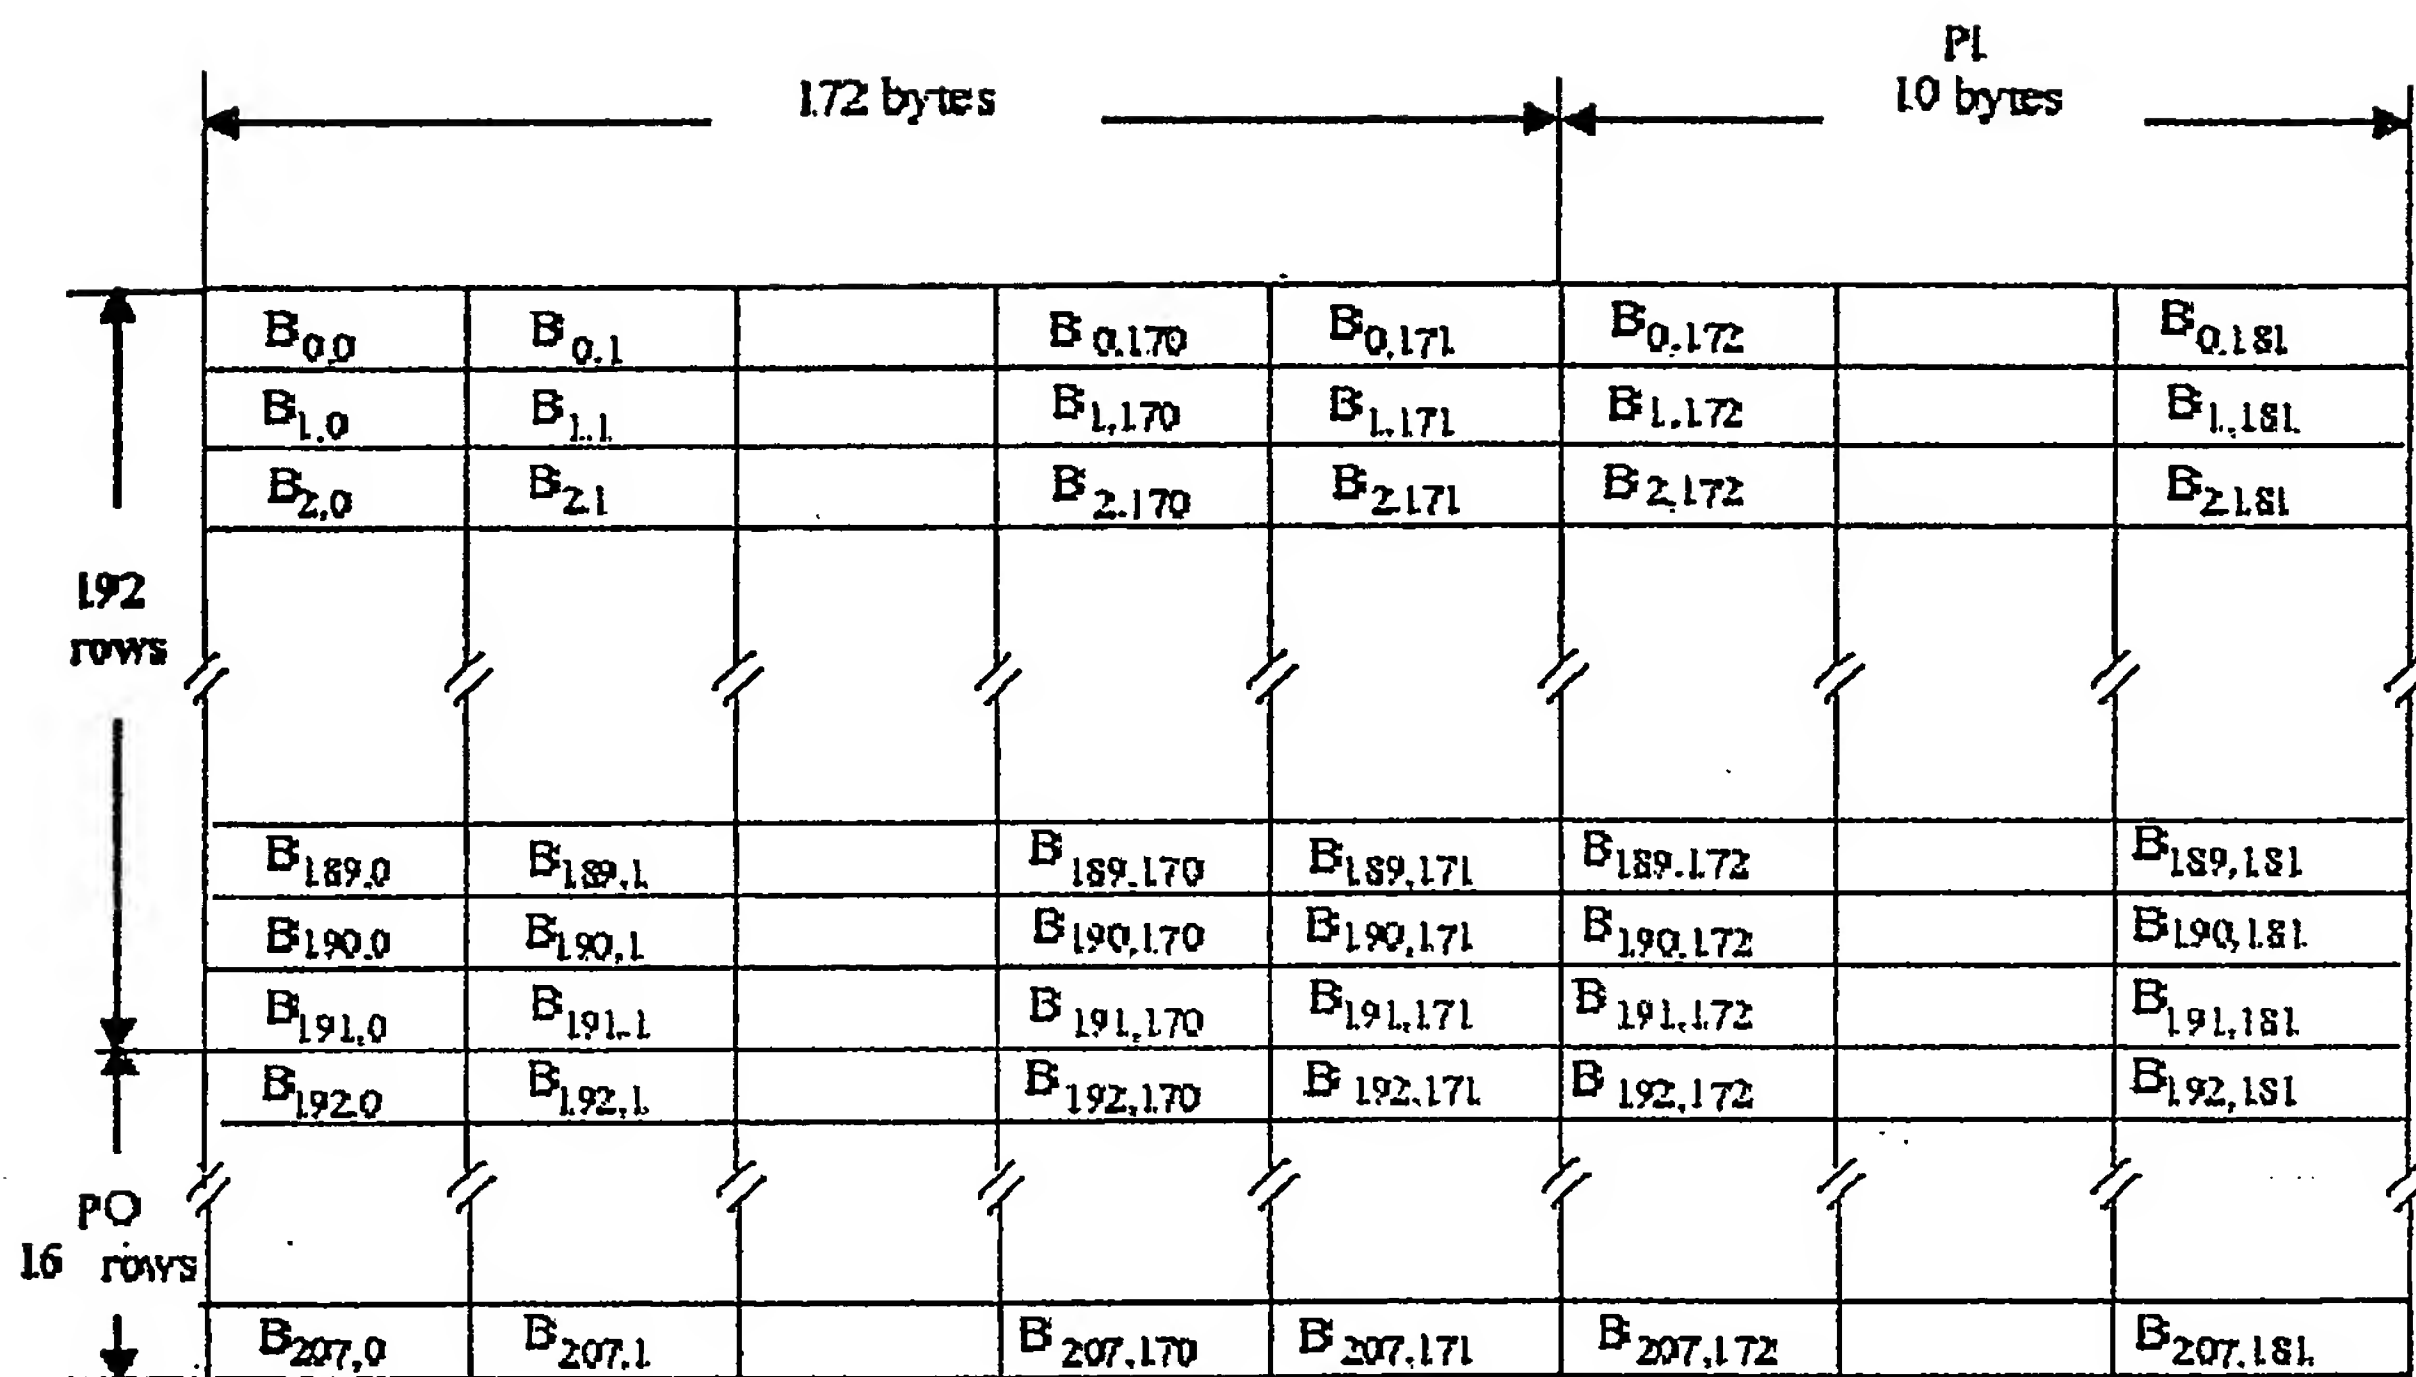 PI
172 bytes 10 bytes
B0,0 B0,1 B0,170 B0,171 B0,172 B0,181
B1,0 B1,1 B1,170 B1,171 B1,172 B1,181
B2,0 B2,1 B2,170 B2,171 B2,172 B2,181
192
rows
B189,0 B189,1 B189,170 B189,171 B189,172 B189,181
B190,0 B190,1 B190,170 B190,171 B190,172 B190,181
B191,0 B191,1 B191,170 B191,171 B191,172 B191,181
B192,0 B192,1 B192,170 B192,171 B192,172 B192,181
PO
16 rows
B207,0 B207,1 B207,170 B207,171 B207,172 B207,181